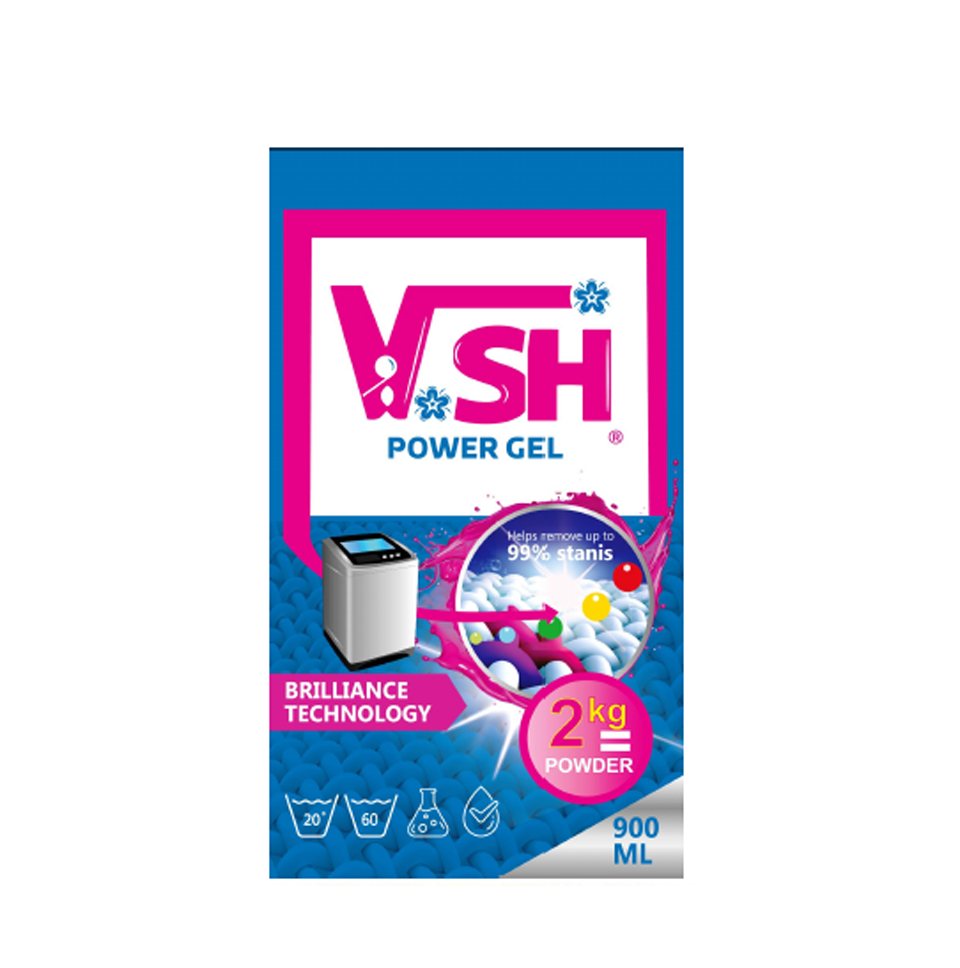 V.SH
®
POWER GEL
Helps remove up to
99% stanis
BRILLIANCE
TECHNOLOGY
2kg
=
POWDER
20°
60
900
ML